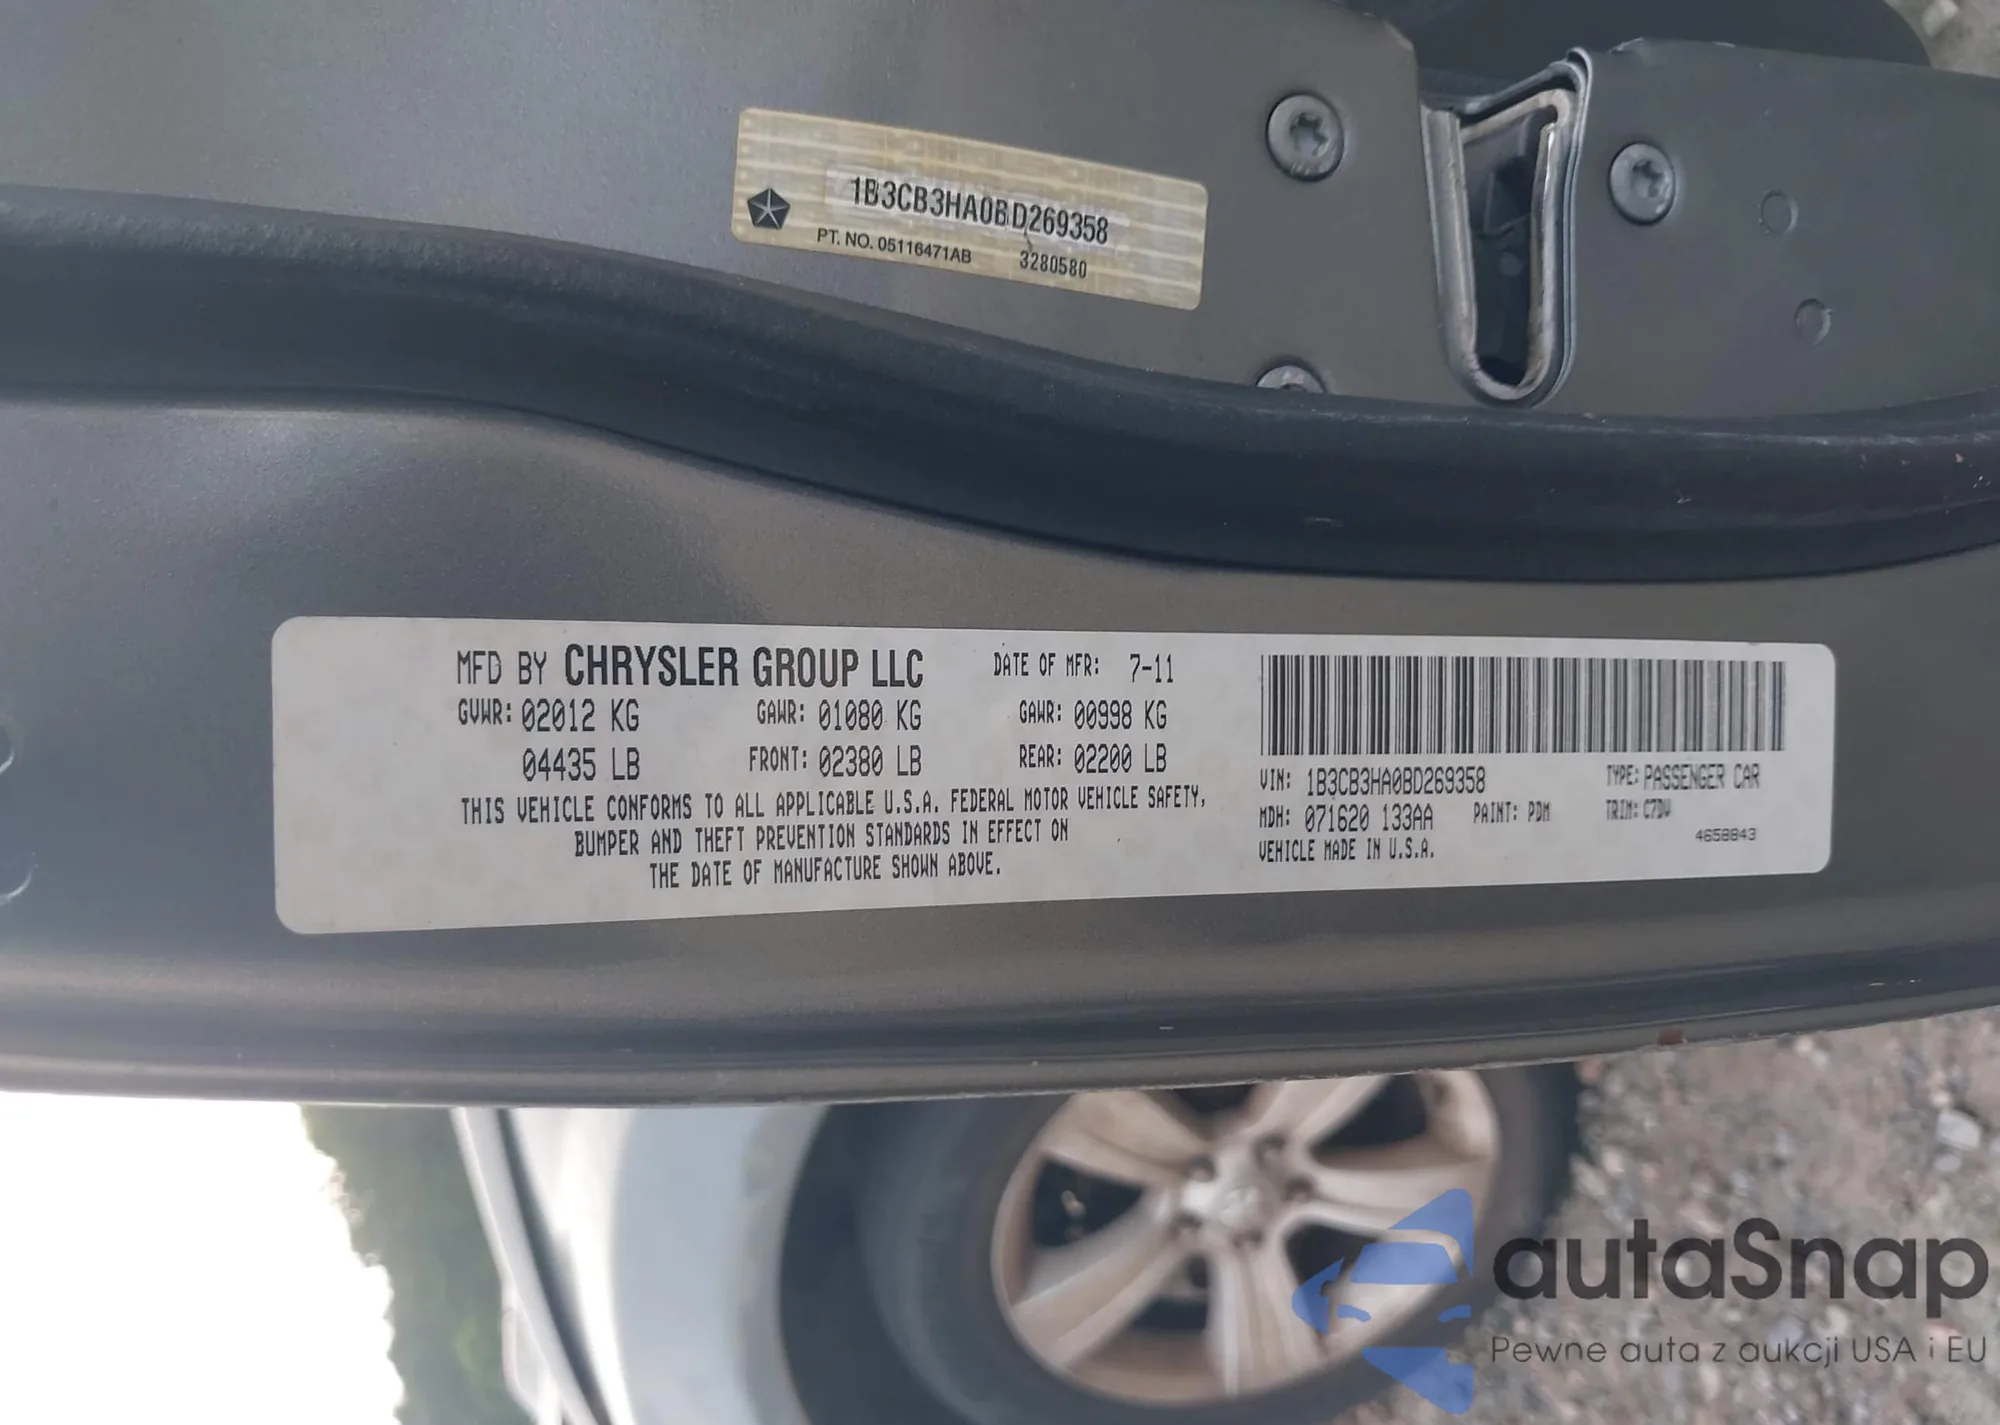 1B3CB3HA0BD269358
PT. NO. 05116471AB 3280580
MFD BY CHRYSLER GROUP LLC DATE OF MFR: 7-11
GVWR: 02012 KG GAWR: 01080 KG GAWR: 00998 KG
04435 LB FRONT: 02380 LB REAR: 02200 LB
THIS VEHICLE CONFORMS TO ALL APPLICABLE U.S.A. FEDERAL MOTOR VEHICLE SAFETY,
BUMPER AND THEFT PREVENTION STANDARDS IN EFFECT ON
THE DATE OF MANUFACTURE SHOWN ABOVE.
VIN: 1B3CB3HA0BD269358 TYPE: PASSENGER CAR
MDH: 071620 133AA PAINT: PDM TRIM: C7DV
VEHICLE MADE IN U.S.A. 4658843
autaSnap
Pewne auta z aukcji USA i EU